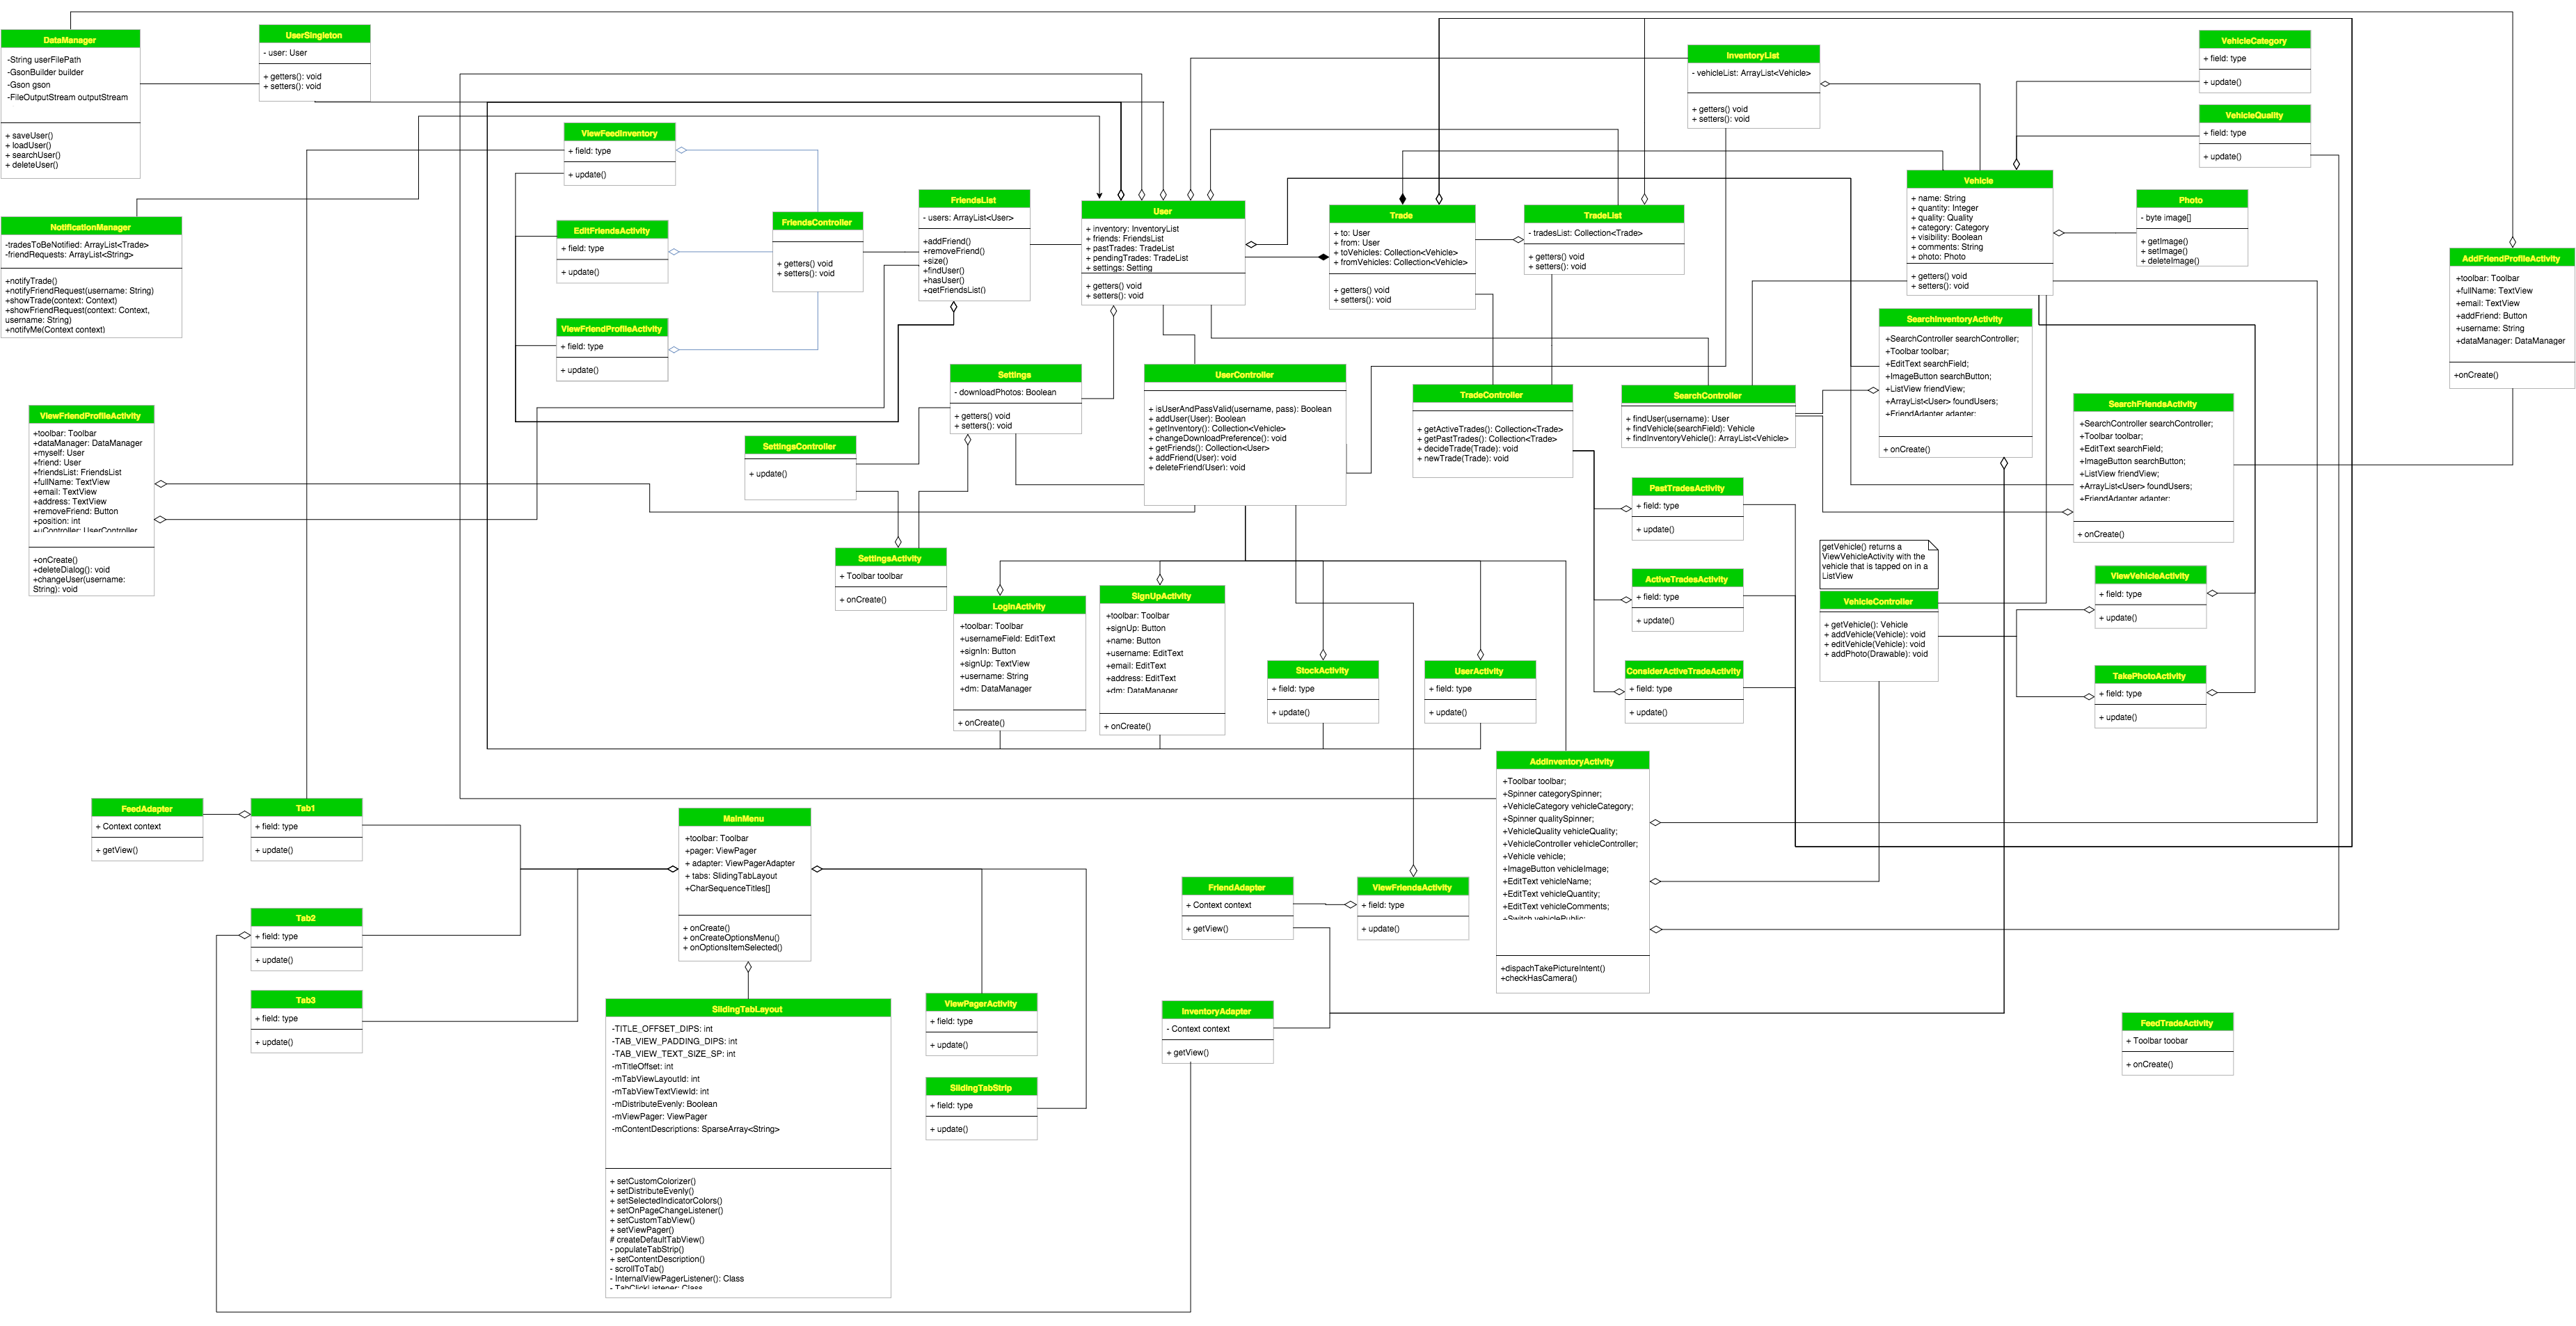 DataManager
-String userFilePath
-GsonBuilder builder
-Gson gson
-FileOutputStream outputStream
+ saveUser()
+ loadUser()
+ searchUser()
+ deleteUser()
UserSingleton
- user: User
+ getters(): void
+ setters(): void
InventoryList
- vehicleList: ArrayList<Vehicle>
+ getters() void
+ setters(): void
VehicleCategory
+ field: type
+ update()
VehicleQuality
+ field: type
+ update()
ViewFeedInventory
+ field: type
+ update()
EditFriendsActivity
+ field: type
+ update()
ViewFriendProfileActivity
+ field: type
+ update()
FriendsController
+ getters() void
+ setters(): void
FriendsList
- users: ArrayList<User>
+addFriend()
+removeFriend()
+size()
+findUser()
+hasUser()
+getFriendsList()
User
+ inventory: InventoryList
+ friends: FriendsList
+ pastTrades: TradeList
+ pendingTrades: TradeList
+ settings: Setting
+ getters() void
+ setters(): void
Trade
+ to: User
+ from: User
+ toVehicles: Collection<Vehicle>
+ fromVehicles: Collection<Vehicle>
+ getters() void
+ setters(): void
TradeList
- tradesList: Collection<Trade>
+ getters() void
+ setters(): void
Vehicle
+ name: String
+ quantity: Integer
+ quality: Quality
+ category: Category
+ visibility: Boolean
+ comments: String
+ photo: Photo
+ getters() void
+ setters(): void
Photo
- byte image[]
+ getImage()
+ setImage()
+ deleteImage()
AddFriendProfileActivity
+toolbar: Toolbar
+fullName: TextView
+email: TextView
+addFriend: Button
+username: String
+dataManager: DataManager
+onCreate()
NotificationManager
-tradesToBeNotified: ArrayList<Trade>
-friendRequests: ArrayList<String>
+notifyTrade()
+notifyFriendRequest(username: String)
+showTrade(context: Context)
+showFriendRequest(context: Context,
username: String)
+notifyMe(Context context)
ViewFriendProfileActivity
+toolbar: Toolbar
+dataManager: DataManager
+myself: User
+friend: User
+friendsList: FriendsList
+fullName: TextView
+email: TextView
+address: TextView
+removeFriend: Button
+position: int
+uController: UserController
+onCreate()
+deleteDialog(): void
+changeUser(username:
String): void
Settings
- downloadPhotos: Boolean
+ getters() void
+ setters(): void
SettingsController
+ update()
SettingsActivity
+ Toolbar toolbar
+ onCreate()
UserController
+ isUserAndPassValid(username, pass): Boolean
+ addUser(User): Boolean
+ getInventory(): Collection<Vehicle>
+ changeDownloadPreference(): void
+ getFriends(): Collection<User>
+ addFriend(User): void
+ deleteFriend(User): void
TradeController
+ getActiveTrades(): Collection<Trade>
+ getPastTrades(): Collection<Trade>
+ decideTrade(Trade): void
+ newTrade(Trade): void
SearchController
+ findUser(username): User
+ findVehicle(searchField): Vehicle
+ findInventoryVehicle(): ArrayList<Vehicle>
SearchInventoryActivity
+SearchController searchController;
+Toolbar toolbar;
+EditText searchField;
+ImageButton searchButton;
+ListView friendView;
+ArrayList<User> foundUsers;
+FriendAdapter adapter;
+ onCreate()
SearchFriendsActivity
+SearchController searchController;
+Toolbar toolbar;
+EditText searchField;
+ImageButton searchButton;
+ListView friendView;
+ArrayList<User> foundUsers;
+FriendAdapter adapter;
+ onCreate()
PastTradesActivity
+ field: type
+ update()
ActiveTradesActivity
+ field: type
+ update()
ConsiderActiveTradeActivity
+ field: type
+ update()
getVehicle() returns a
ViewVehicleActivity with the
vehicle that is tapped on in a
ListView
VehicleController
+ getVehicle(): Vehicle
+ addVehicle(Vehicle): void
+ editVehicle(Vehicle): void
+ addPhoto(Drawable): void
ViewVehicleActivity
+ field: type
+ update()
TakePhotoActivity
+ field: type
+ update()
LoginActivity
+toolbar: Toolbar
+usernameField: EditText
+signIn: Button
+signUp: TextView
+username: String
+dm: DataManager
+ onCreate()
SignUpActivity
+toolbar: Toolbar
+signUp: Button
+name: Button
+username: EditText
+email: EditText
+address: EditText
+dm: DataManager
+ onCreate()
StockActivity
+ field: type
+ update()
UserActivity
+ field: type
+ update()
AddInventoryActivity
+Toolbar toolbar;
+Spinner categorySpinner;
+VehicleCategory vehicleCategory;
+Spinner qualitySpinner;
+VehicleQuality vehicleQuality;
+VehicleController vehicleController;
+Vehicle vehicle;
+ImageButton vehicleImage;
+EditText vehicleName;
+EditText vehicleQuantity;
+EditText vehicleComments;
+Switch vehiclePublic;
+dispachTakePictureIntent()
+checkHasCamera()
FeedAdapter
+ Context context
+ getView()
Tab1
+ field: type
+ update()
Tab2
+ field: type
+ update()
Tab3
+ field: type
+ update()
MainMenu
+toolbar: Toolbar
+pager: ViewPager
+ adapter: ViewPagerAdapter
+ tabs: SlidingTabLayout
+CharSequenceTitles[]
+ onCreate()
+ onCreateOptionsMenu()
+ onOptionsItemSelected()
SlidingTabLayout
-TITLE_OFFSET_DIPS: int
-TAB_VIEW_PADDING_DIPS: int
-TAB_VIEW_TEXT_SIZE_SP: int
-mTitleOffset: int
-mTabViewLayoutId: int
-mTabViewTextViewId: int
-mDistributeEvenly: Boolean
-mViewPager: ViewPager
-mContentDescriptions: SparseArray<String>
+ setCustomColorizer()
+ setDistributeEvenly()
+ setSelectedIndicatorColors()
+ setOnPageChangeListener()
+ setCustomTabView()
+ setViewPager()
# createDefaultTabView()
- populateTabStrip()
+ setContentDescription()
- scrollToTab()
- InternalViewPagerListener(): Class
- TabClickListener: Class
ViewPagerActivity
+ field: type
+ update()
SlidingTabStrip
+ field: type
+ update()
FriendAdapter
+ Context context
+ getView()
ViewFriendsActivity
+ field: type
+ update()
InventoryAdapter
- Context context
+ getView()
FeedTradeActivity
+ Toolbar toobar
+ onCreate()